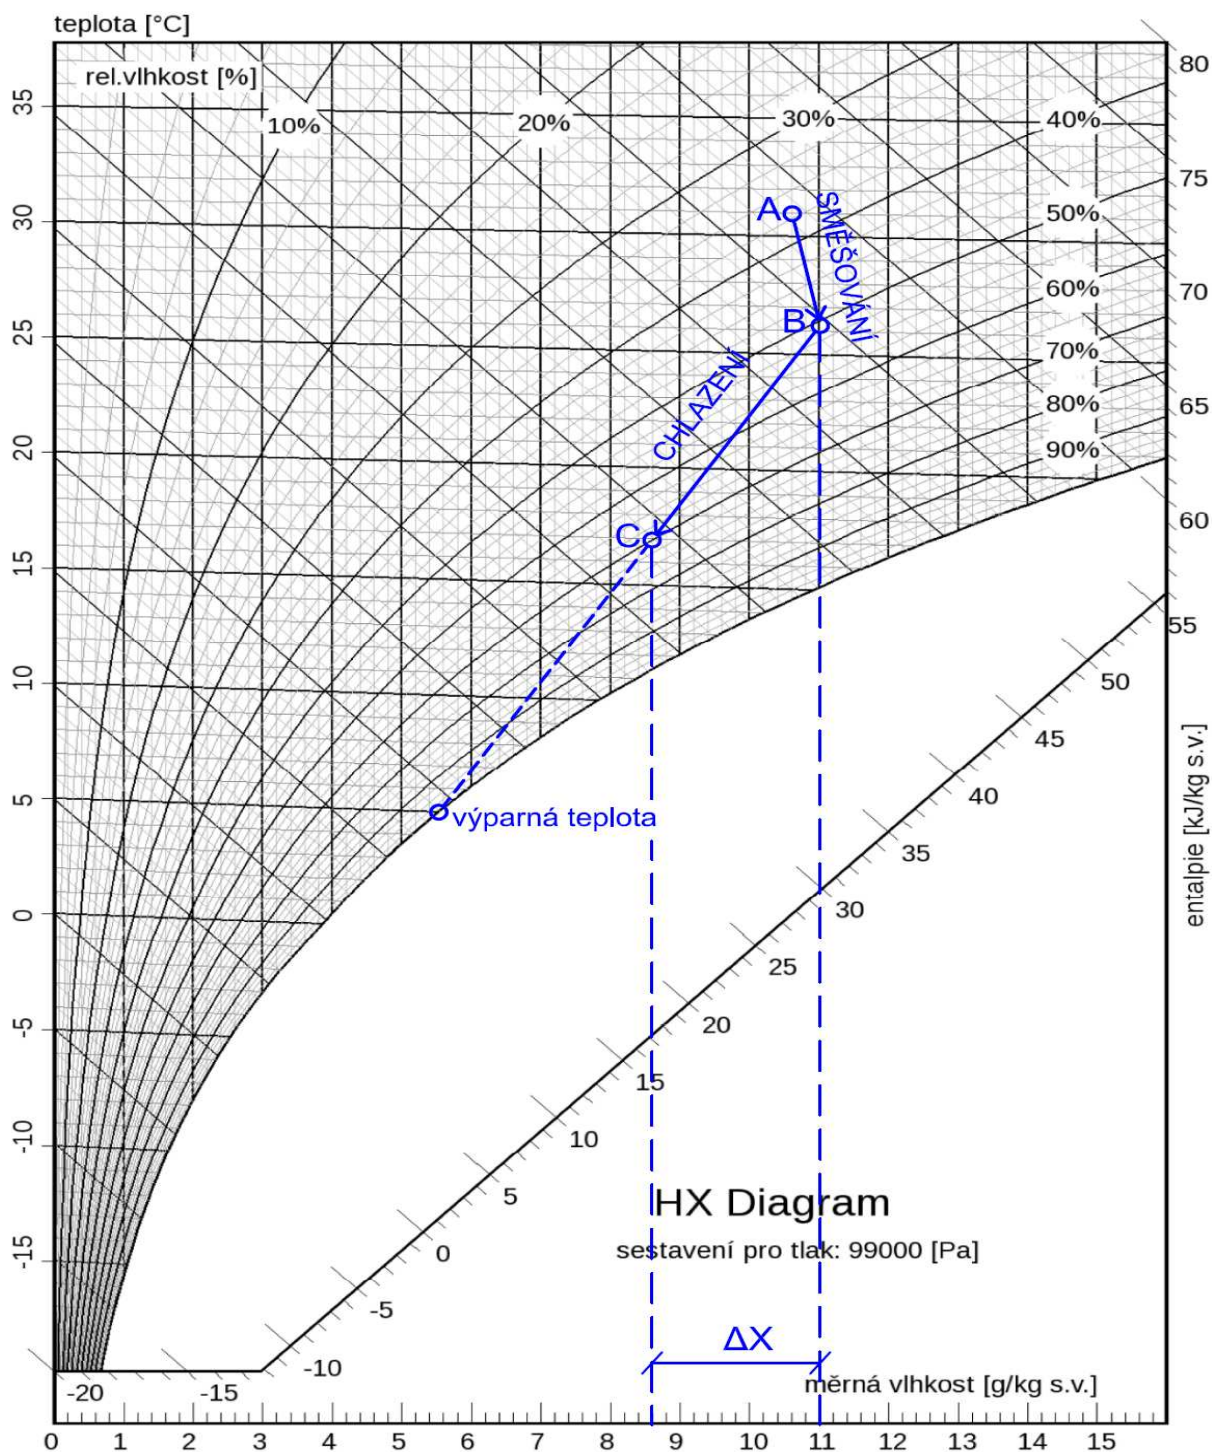 teplota [°C]
rel.vlhkost [%]
10%
20%
30%
40%
50%
60%
70%
80%
90%
35
30
25
20
15
10
5
0
-5
-10
-15
A
SMĚŠOVÁNÍ
B
CHLAZENÍ
C
výparná teplota
80
75
70
65
60
55
50
45
40
35
30
25
20
15
10
5
0
-5
-10
-15
-20
entalpie [kJ/kg s.v.]
HX Diagram
sestavení pro tlak: 99000 [Pa]
ΔX
měrná vlhkost [g/kg s.v.]
0 1 2 3 4 5 6 7 8 9 10 11 12 13 14 15